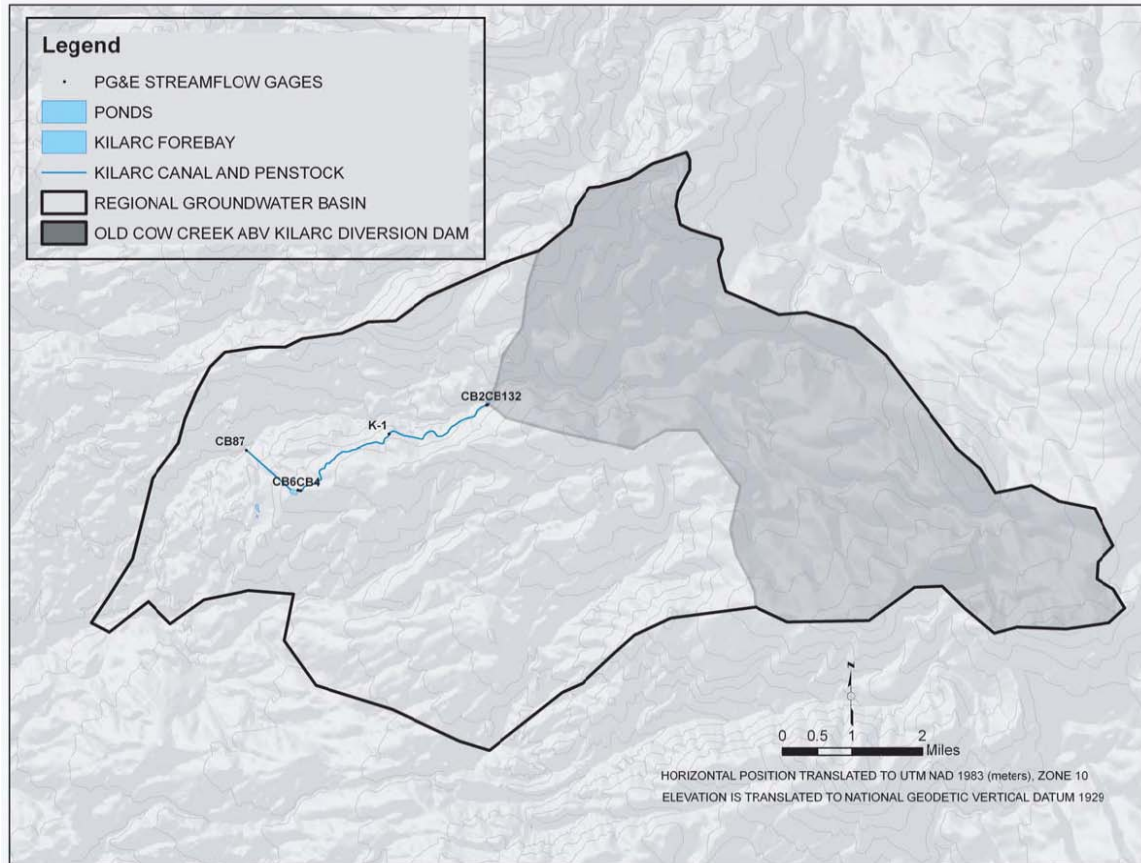 Legend
PG&E STREAMFLOW GAGES
PONDS
KILARC FOREBAY
KILARC CANAL AND PENSTOCK
REGIONAL GROUNDWATER BASIN
OLD COW CREEK ABV KILARC DIVERSION DAM
CB2CB132
K-1
CB87
CB6CB4
N
0 0.5 1 2
Miles
HORIZONTAL POSITION TRANSLATED TO UTM NAD 1983 (meters), ZONE 10
ELEVATION IS TRANSLATED TO NATIONAL GEODETIC VERTICAL DATUM 1929